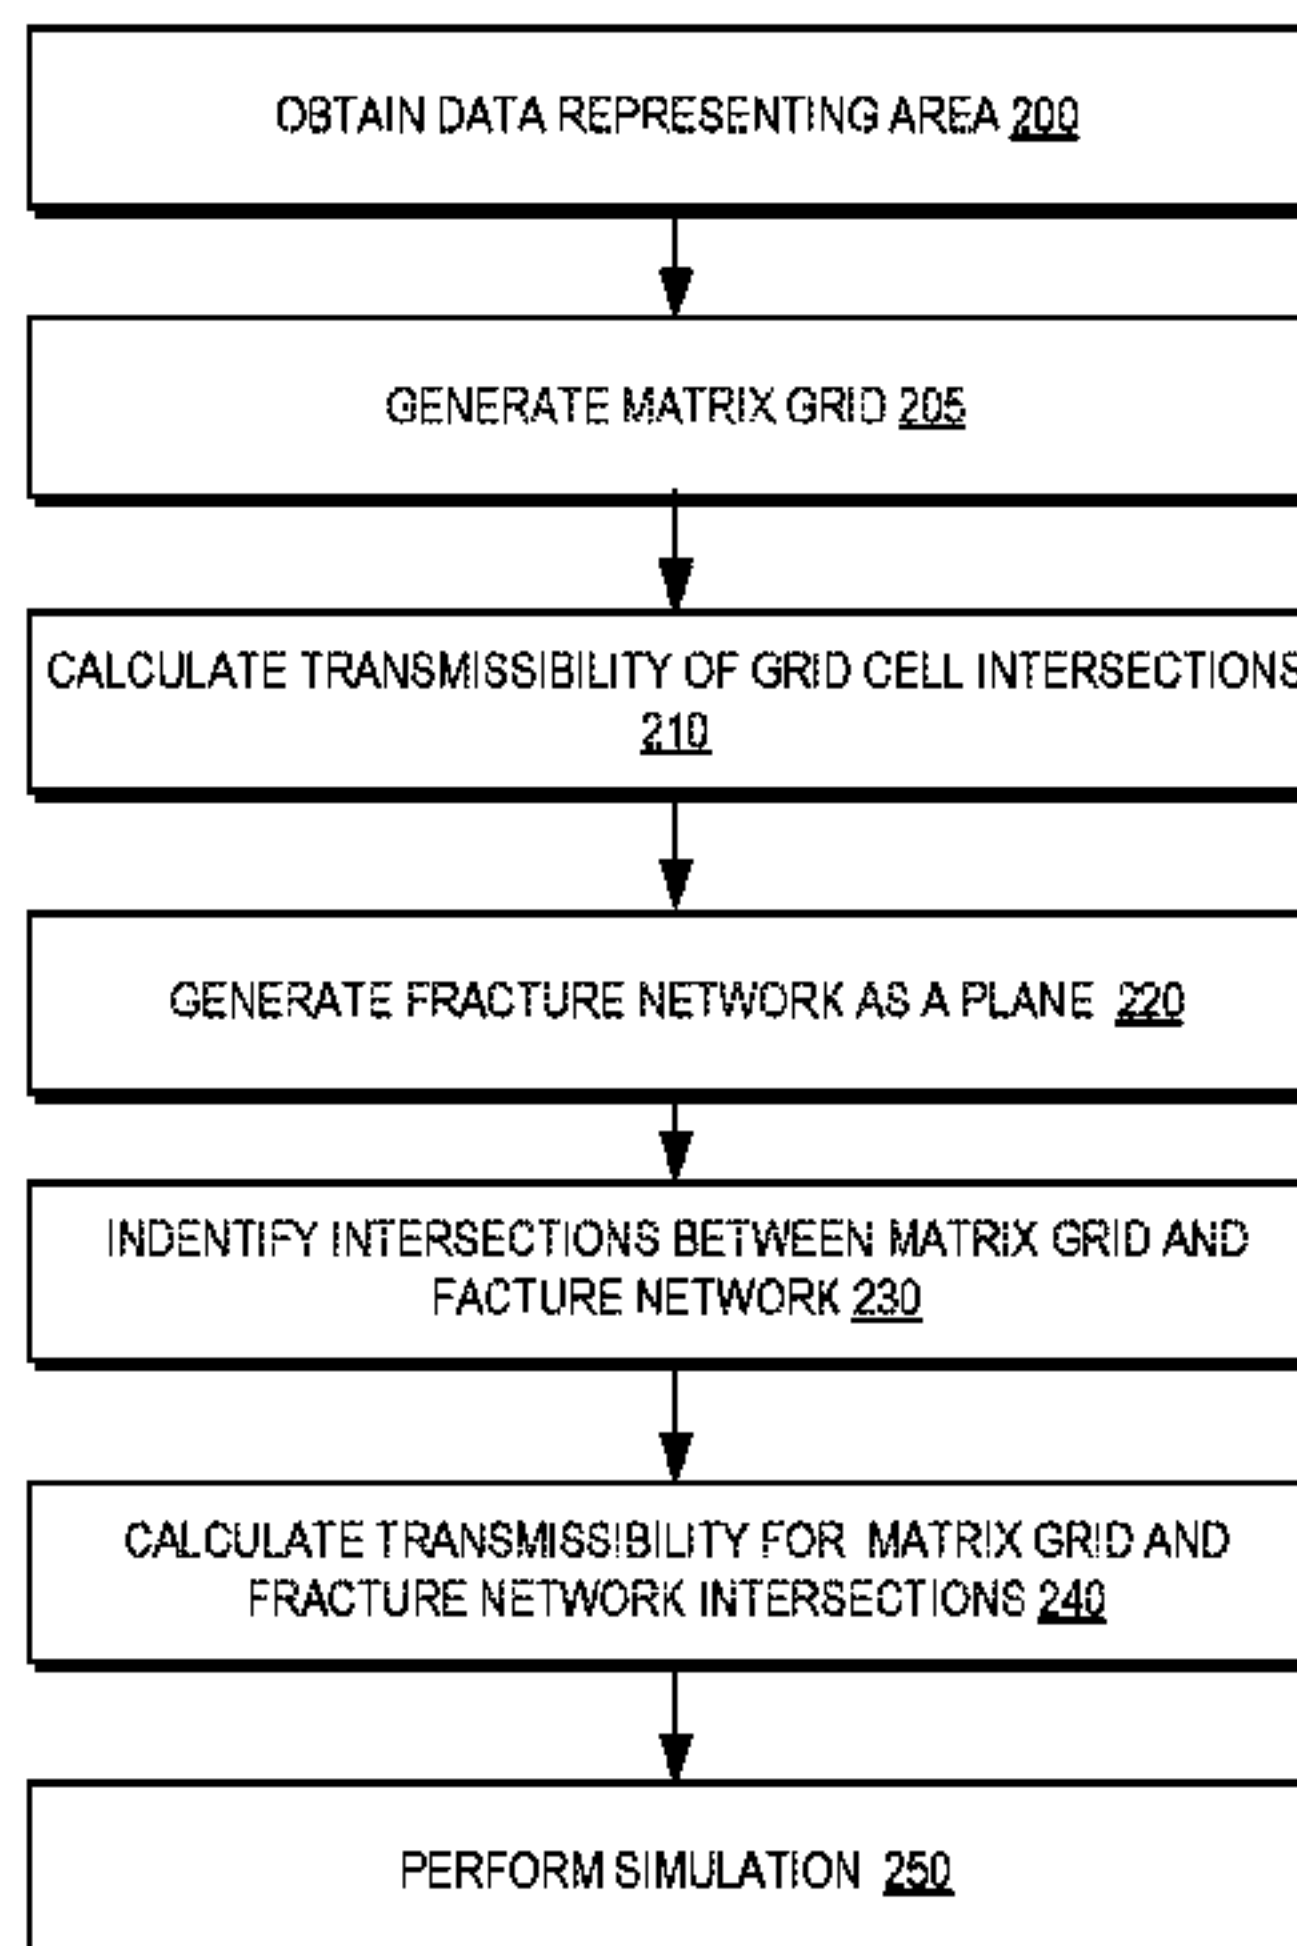 OBTAIN DATA REPRESENTING AREA 200
GENERATE MATRIX GRID 205
CALCULATE TRANSMISSIBILITY OF GRID CELL INTERSECTIONS
210
GENERATE FRACTURE NETWORK AS A PLANE 220
INDENTIFY INTERSECTIONS BETWEEN MATRIX GRID AND
FACTURE NETWORK 230
CALCULATE TRANSMISSIBILITY FOR MATRIX GRID AND
FRACTURE NETWORK INTERSECTIONS 240
PERFORM SIMULATION 250